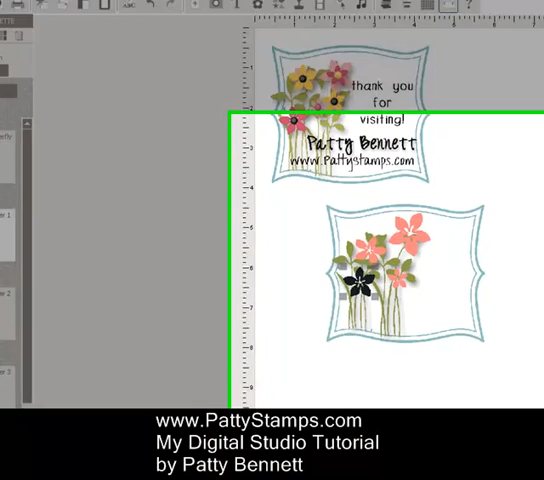 thank you
for
visiting!
Patty Bennett
www.Pattystamps.com
www.PattyStamps.com
My Digital Studio Tutorial
by Patty Bennett